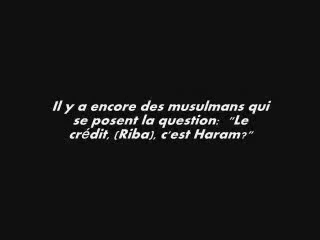 Il y a encore des musulmans qui
se posent la question: "Le
crédit, (Riba), c'est Haram?"